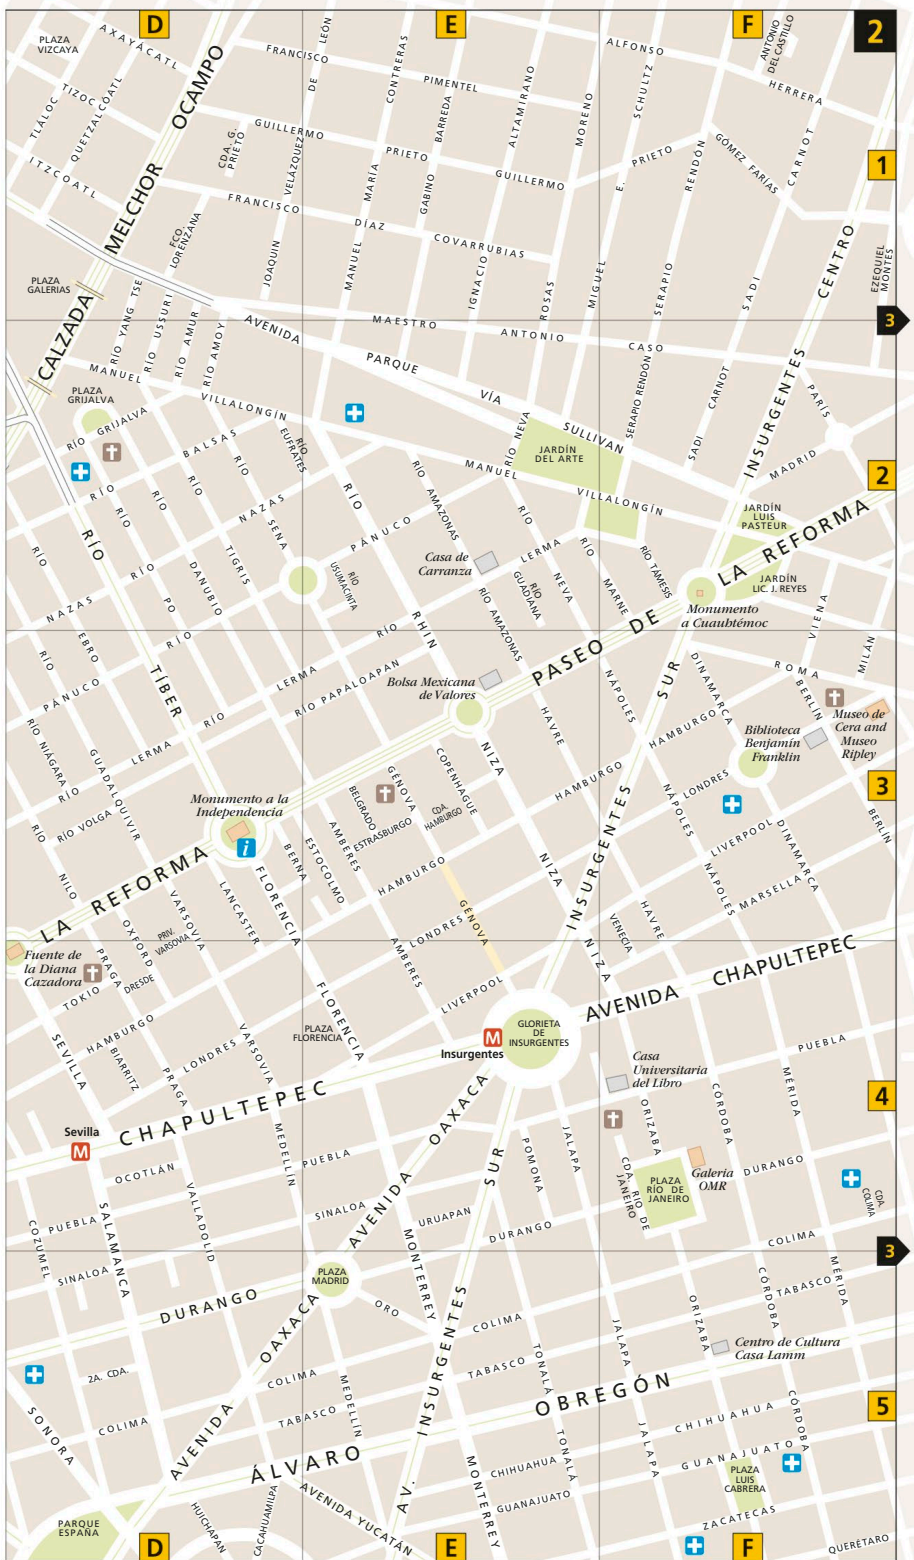 D
E
F
2
PLAZA
VIZCAYA
AXAYÁCATL
TIZOC
TLÁLOC
QUETZALCÓATL
ITZCOATL
CALZADA MELCHOR OCAMPO
FRANCISCO PIMENTEL
DE LEÓN
JOAQUIN VELÁZQUEZ
MANUEL MARÍA CONTRERAS
GABINO BARREDA
IGNACIO ALTAMIRANO
ROSAS MORENO
ALFONSO HERRERA
MIGUEL E. SCHULTZ
ANTONIO
DEL CASTILLO
CDA. G.
PRIETO
GUILLERMO PRIETO
GUILLERMO PRIETO
SERAPIO RENDÓN
GÓMEZ FARÍAS
SADI CARNOT
1
FRANCISCO DÍAZ COVARRUBIAS
FCO.
LORENZANA
PLAZA
GALERIAS
RÍO YANG TSE
RÍO USSURI
RÍO AMUR
RÍO AMOY
INSURGENTES CENTRO
EZEQUIEL
MONTES
3
AVENIDA PARQUE VÍA
MAESTRO ANTONIO CASO
SULLIVAN
MANUEL VILLALONGÍN
PLAZA
GRIJALVA
RÍO GRIJALVA
RÍO BALSAS
RÍO
EUFRATES
RÍO NEVA
JARDÍN
DEL ARTE
SERAPIO RENDÓN
SADI CARNOT
PARÍS
MADRID
2
MANUEL VILLALONGÍN
JARDÍN
LUIS
PASTEUR
RÍO AMAZONAS
RÍO
RÍO
RÍO
RÍO
RÍO
NAZAS
SENA
TIGRIS
DANUBIO
PO
RÍO
NAZAS
RÍO TÍBER
PÁNUCO
RÍO
USUMACINTA
Casa de
Carranza
LERMA
RÍO
GUADIANA
RÍO
NEVA
RÍO
MARNE
RÍO TÁMESIS
PASEO DE LA REFORMA
JARDÍN
LIC. J. REYES
Monumento
a Cuauhtémoc
VIENA
MILÁN
RÍO
EBRO
RÍO
PÁNUCO
RÍO
LERMA
RÍO
LERMA
RÍO
RÍO PAPALOAPAN
RÍO RHIN
RÍO AMAZONAS
Bolsa Mexicana
de Valores
NÁPOLES
DINAMARCA
ROMA
BERLÍN
Museo de
Cera and
Museo
Ripley
Biblioteca
Benjamín
Franklin
HAVRE
HAMBURGO
RÍO NIÁGARA
GUADALQUIVIR
RÍO
RÍO VOLGA
RÍO
NILO
Monumento a la
Independencia
i
NIZA
COPENHAGUE
GÉNOVA
CDA.
HAMBURGO
BELGRADO
ESTRASBURGO
AMBERES
ESTOCOLMO
BERNA
HAMBURGO
INSURGENTES SUR
LONDRES
3
NÁPOLES
LIVERPOOL
DINAMARCA
BERLÍN
MARSELLA
NÁPOLES
LA REFORMA
LANCASTER
FLORENCIA
VARSOVIA
OXFORD
PRIV.
VARSOVIA
HAMBURGO
GÉNOVA
LONDRES
AMBERES
NIZA
HAVRE
VENECIA
NIZA
Fuente de
la Diana
Cazadora
PRAGA
DRESDE
TOKIO
HAMBURGO
SEVILLA
BIARRITZ
PRAGA
LONDRES
VARSOVIA
FLORENCIA
PLAZA
FLORENCIA
LIVERPOOL
M
Insurgentes
GLORIETA
DE
INSURGENTES
AVENIDA CHAPULTEPEC
PUEBLA
Casa
Universitaria
del Libro
CÓRDOBA
MÉRIDA
ORIZABA
4
Sevilla
M
CHAPULTEPEC
AVENIDA OAXACA
MEDELLÍN
PUEBLA
SUR
POMONA
JALAPA
CDA. RIO DE
JANEIRO
PLAZA
RÍO DE
JANEIRO
Galeria
OMR
DURANGO
CDA.
COLIMA
OCOTLÁN
VALLADOLID
SALAMANCA
PUEBLA
COZUMEL
SINALOA
SINALOA
URUAPAN
DURANGO
COLIMA
3
MONTERREY
PLAZA
MADRID
DURANGO
AVENIDA OAXACA
ORO
COLIMA
TABASCO
AV. INSURGENTES
TONALÁ
JALAPA
ORIZABA
CÓRDOBA
MÉRIDA
TABASCO
Centro de Cultura
Casa Lamm
2A. CDA.
COLIMA
SONORA
COLIMA
TABASCO
MEDELLÍN
ÁLVARO OBREGÓN
5
CHIHUAHUA
CÓRDOBA
GUANAJUATO
JALAPA
TONALÁ
CHIHUAHUA
GUANAJUATO
PLAZA
LUIS
CABRERA
ZACATECAS
QUERÉTARO
PARQUE
ESPAÑA
HUICHAPAN
CACAHUAMILPA
AVENIDA YUCATÁN
MONTERREY
D
E
F